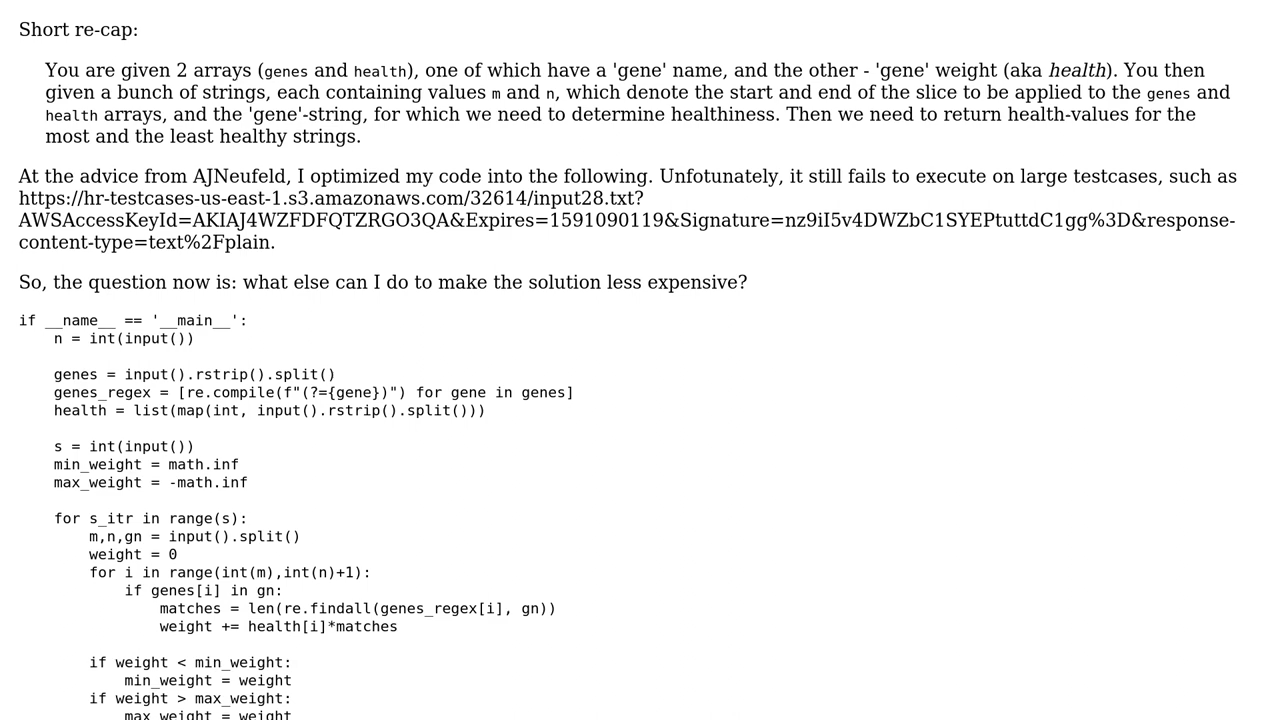 Short re-cap:
You are given 2 arrays (genes and health), one of which have a 'gene' name, and the other - 'gene' weight (aka health). You then
given a bunch of strings, each containing values m and n, which denote the start and end of the slice to be applied to the genes and
health arrays, and the 'gene'-string, for which we need to determine healthiness. Then we need to return health-values for the
most and the least healthy strings.
At the advice from AJNeufeld, I optimized my code into the following. Unfotunately, it still fails to execute on large testcases, such as
https://hr-testcases-us-east-1.s3.amazonaws.com/32614/input28.txt?
AWSAccessKeyId=AKIAJ4WZFDFQTZRGO3QA&Expires=1591090119&Signature=nz9iI5v4DWZbC1SYEPtuttdC1gg%3D&response-
content-type=text%2Fplain.
So, the question now is: what else can I do to make the solution less expensive?
if __name__ == '__main__':
    n = int(input())
    genes = input().rstrip().split()
    genes_regex = [re.compile(f"(?={gene})") for gene in genes]
    health = list(map(int, input().rstrip().split()))
    s = int(input())
    min_weight = math.inf
    max_weight = -math.inf
    for s_itr in range(s):
        m,n,gn = input().split()
        weight = 0
        for i in range(int(m),int(n)+1):
            if genes[i] in gn:
                matches = len(re.findall(genes_regex[i], gn))
                weight += health[i]*matches
        if weight < min_weight:
            min_weight = weight
        if weight > max_weight:
            max_weight = weight